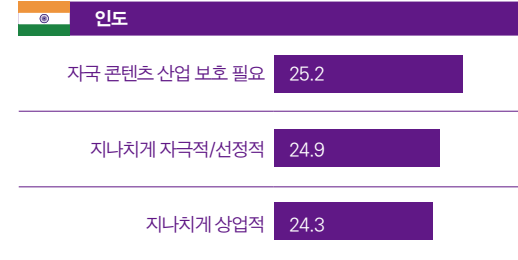 인도
자국 콘텐츠 산업 보호 필요 25.2
지나치게 자극적/선정적 24.9
지나치게 상업적 24.3